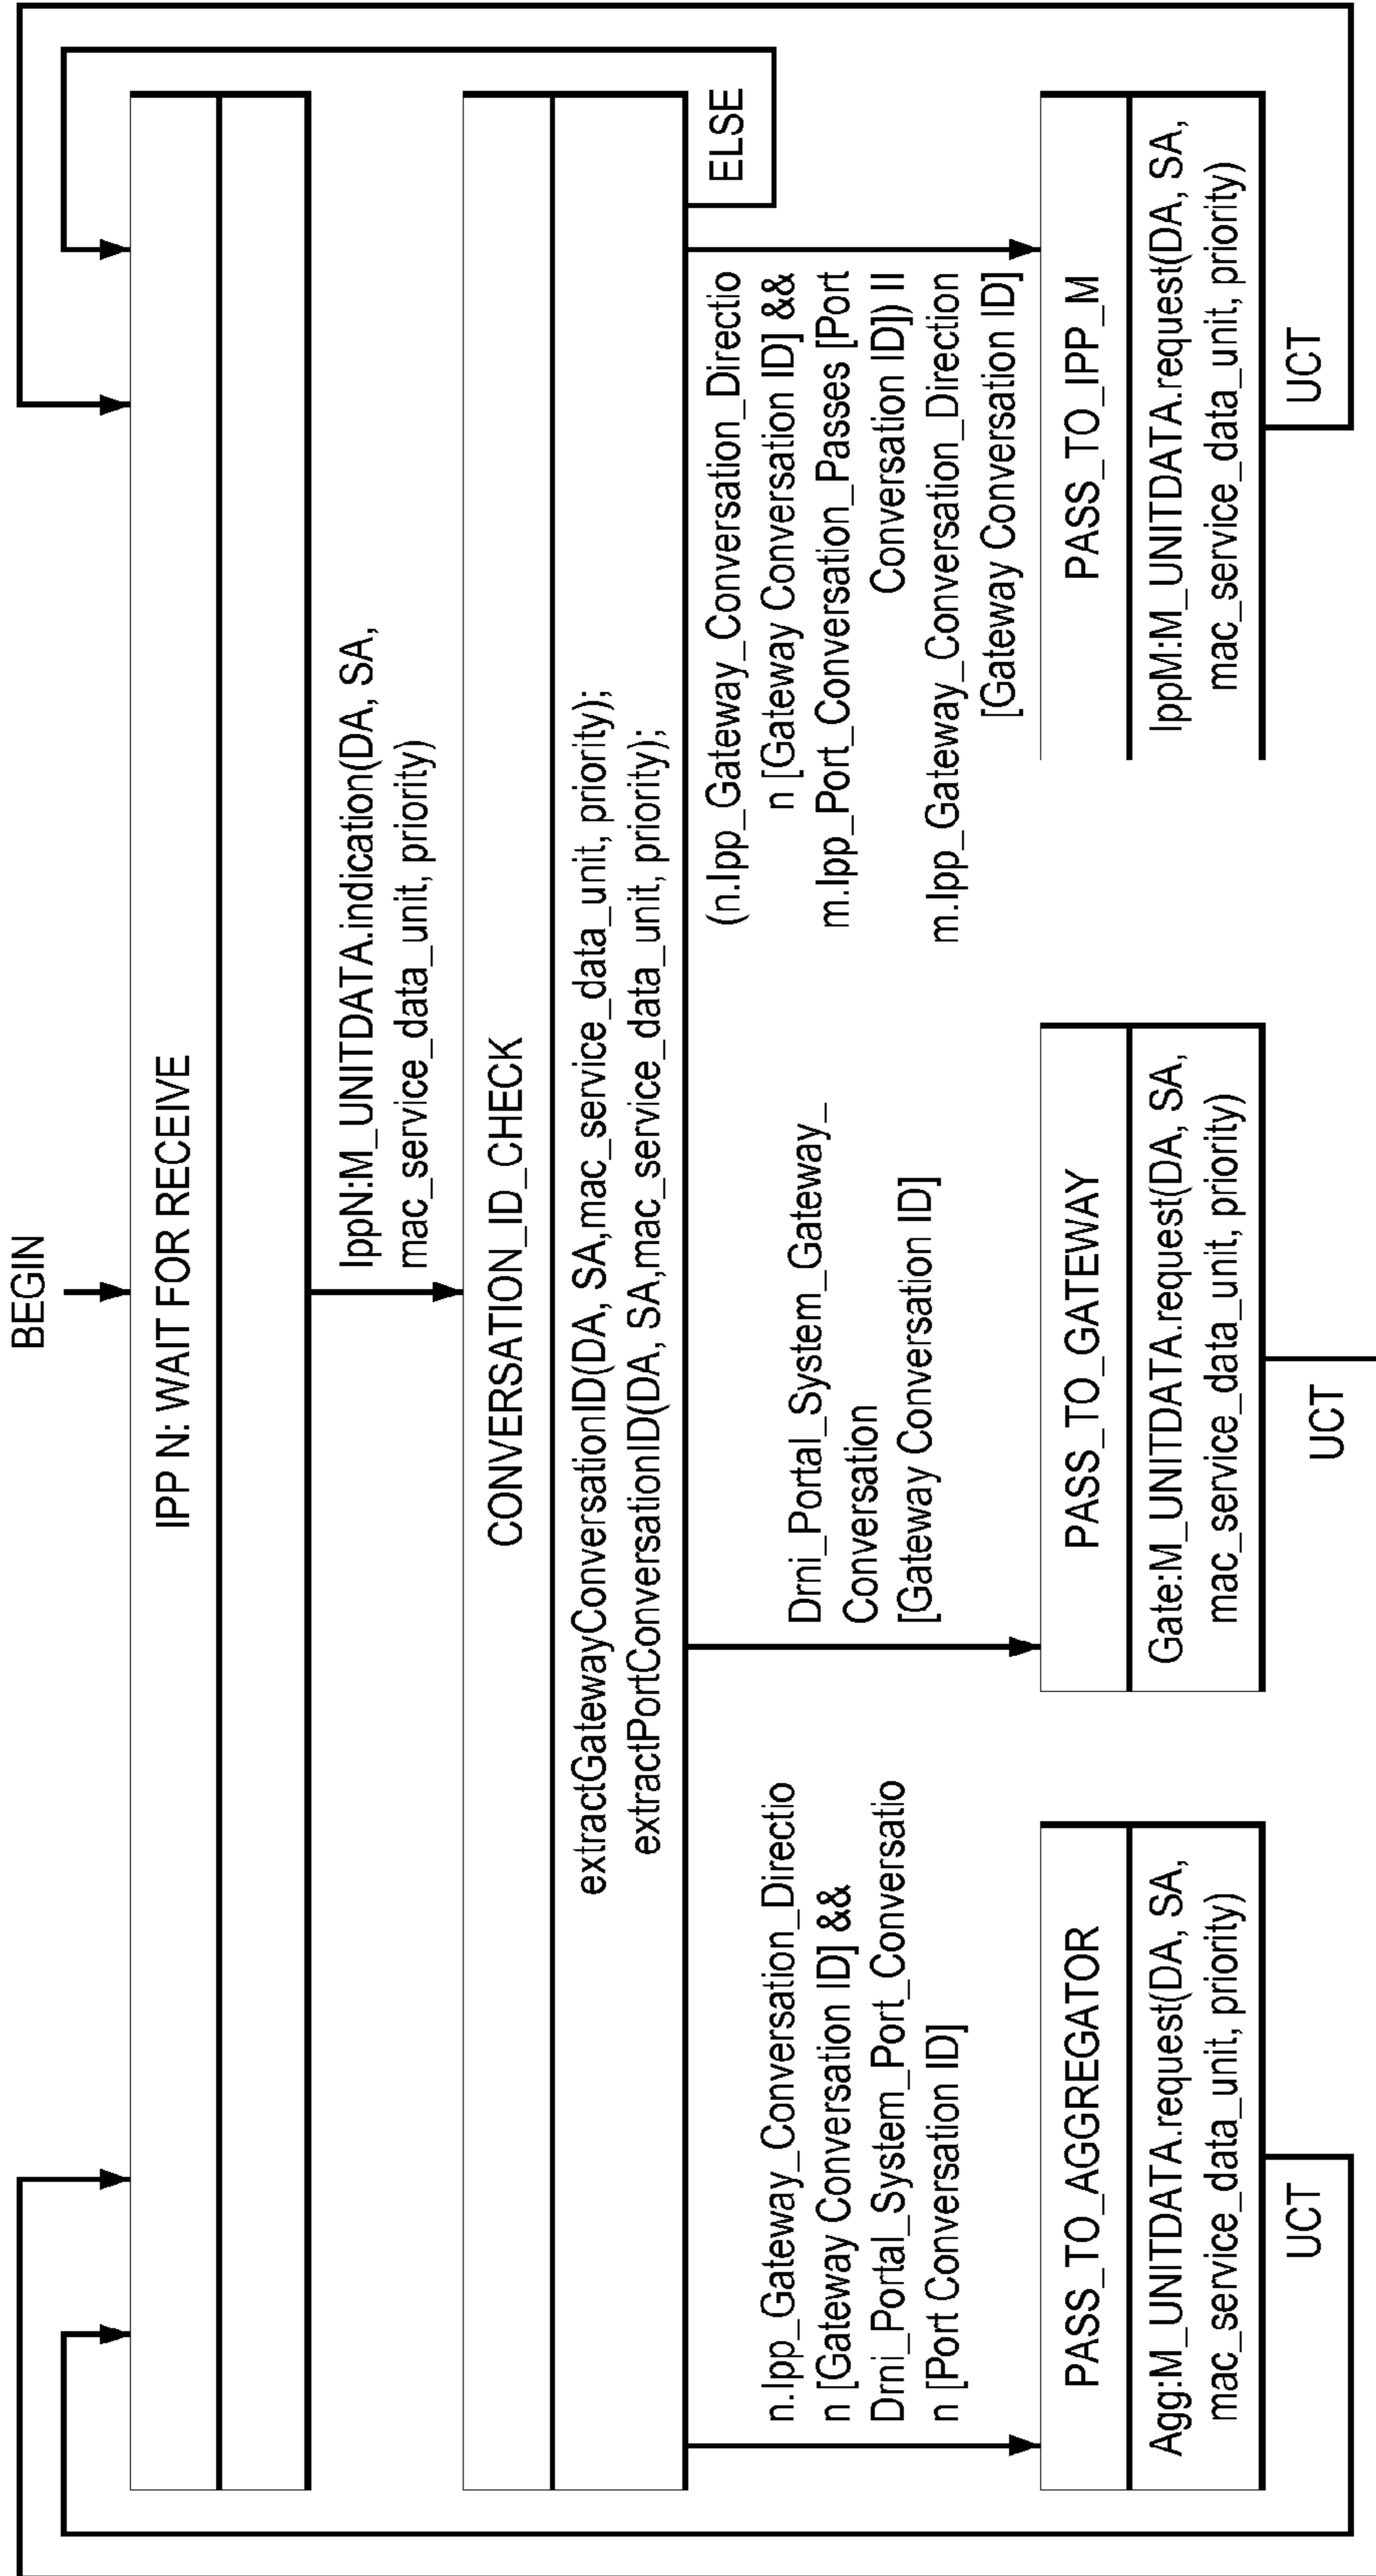 BEGIN
IPP N: WAIT FOR RECEIVE
IppN:M_UNITDATA.indication(DA, SA,
mac_service_data_unit, priority)
CONVERSATION_ID_CHECK
extractGatewayConversationID(DA, SA,mac_service_data_unit, priority);
extractPortConversationID(DA, SA,mac_service_data_unit, priority);
ELSE
n.Ipp_Gateway_Conversation_Directio
n [Gateway Conversation ID] &&
Drni_Portal_System_Port_Conversatio
n [Port Conversation ID]
Drni_Portal_System_Gateway_
Conversation
[Gateway Conversation ID]
(n.Ipp_Gateway_Conversation_Directio
n [Gateway Conversation ID] &&
m.Ipp_Port_Conversation_Passes [Port
Conversation ID]) II
m.Ipp_Gateway_Conversation_Direction
[Gateway Conversation ID]
PASS_TO_AGGREGATOR
Agg:M_UNITDATA.request(DA, SA,
mac_service_data_unit, priority)
UCT
PASS_TO_GATEWAY
Gate:M_UNITDATA.request(DA, SA,
mac_service_data_unit, priority)
UCT
PASS_TO_IPP_M
IppM:M_UNITDATA.request(DA, SA,
mac_service_data_unit, priority)
UCT